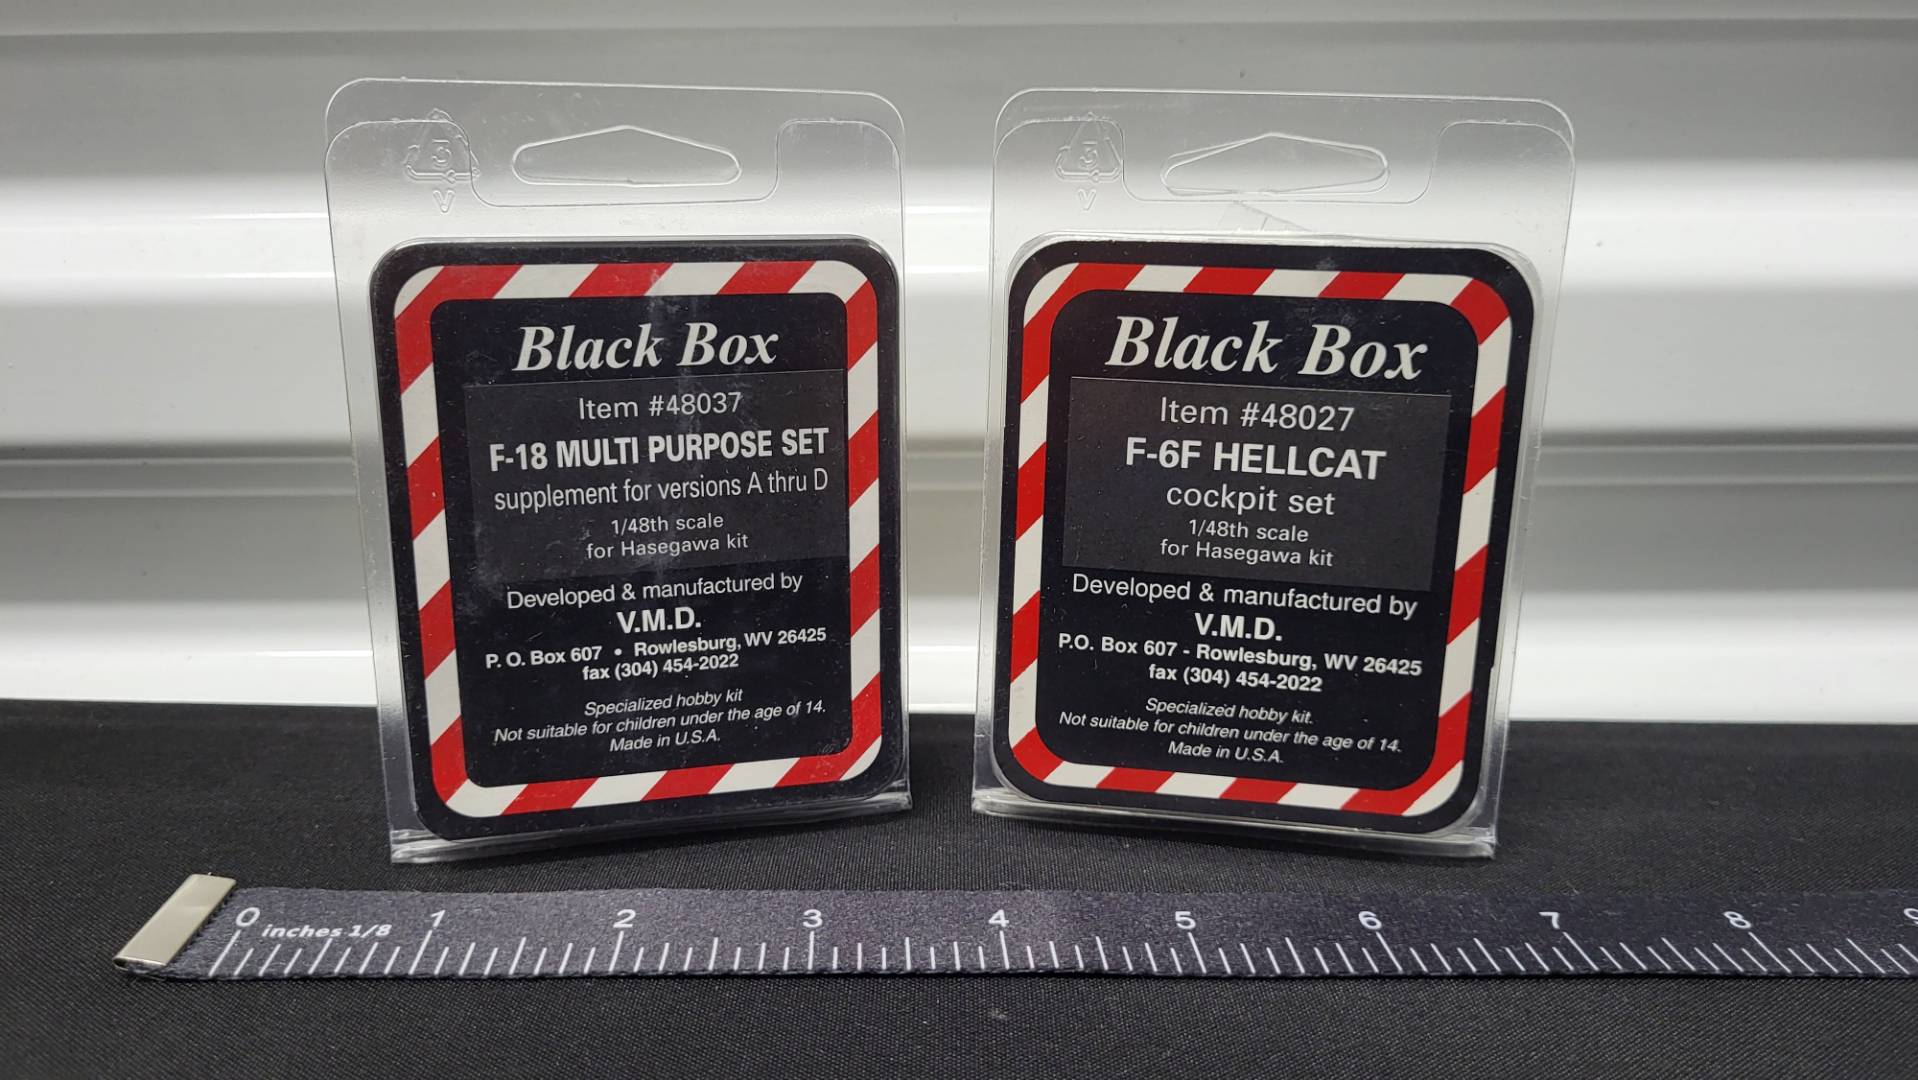 3
V
Black Box
Item #48037
F-18 MULTI PURPOSE SET
supplement for versions A thru D
1/48th scale
for Hasegawa kit
Developed & manufactured by
V.M.D.
P. O. Box 607 • Rowlesburg, WV 26425
fax (304) 454-2022
Specialized hobby kit
Not suitable for children under the age of 14.
Made in U.S.A.
3
V
Black Box
Item #48027
F-6F HELLCAT
cockpit set
1/48th scale
for Hasegawa kit
Developed & manufactured by
V.M.D.
P.O. Box 607 - Rowlesburg, WV 26425
fax (304) 454-2022
Specialized hobby kit.
Not suitable for children under the age of 14.
Made in U.S.A.
0 inches 1/8 1 2 3 4 5 6 7 8 9